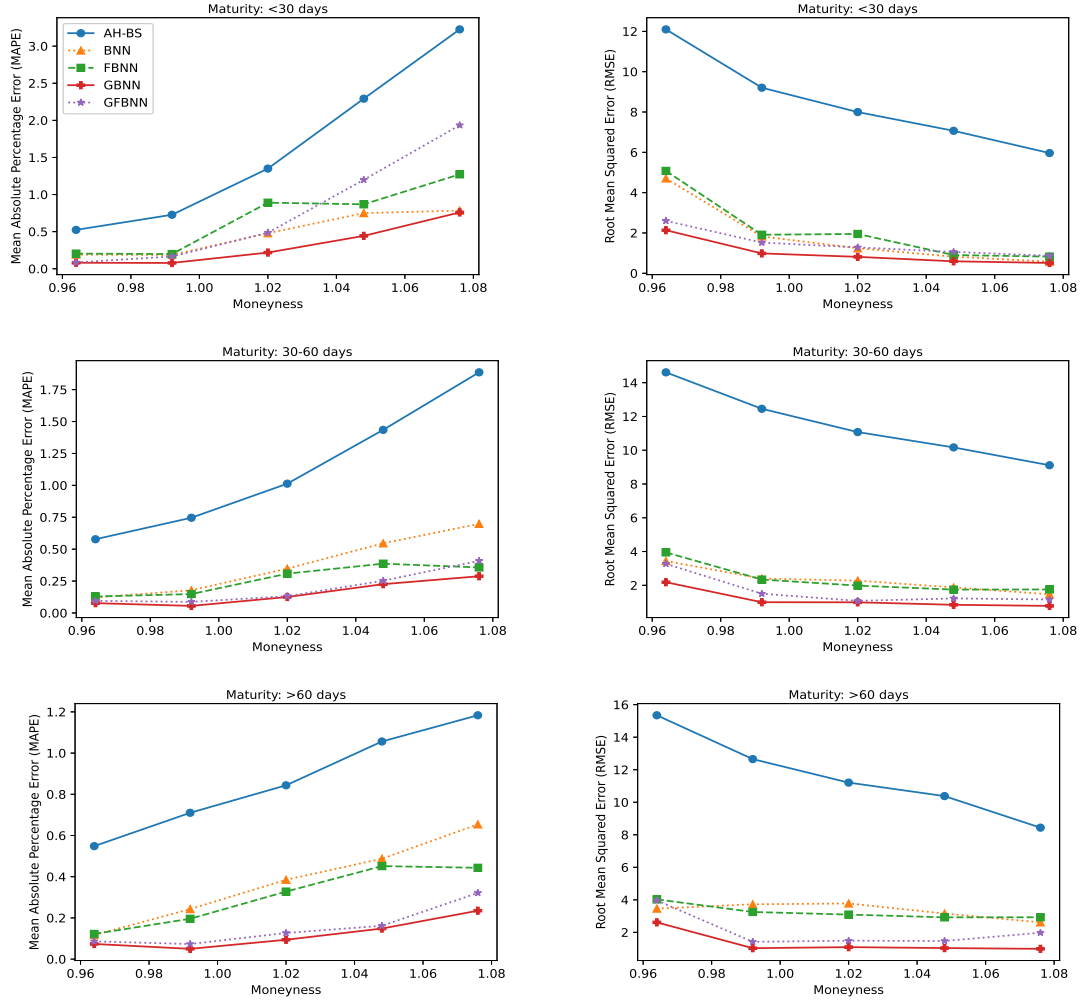 Maturity: <30 days
Mean Absolute Percentage Error (MAPE)
3.0
2.5
2.0
1.5
1.0
0.5
0.0
AH-BS
BNN
FBNN
GBNN
GFBNN
0.96 0.98 1.00 1.02 1.04 1.06 1.08
Moneyness
Maturity: <30 days
Root Mean Squared Error (RMSE)
12
10
8
6
4
2
0
0.96 0.98 1.00 1.02 1.04 1.06 1.08
Moneyness
Maturity: 30-60 days
Mean Absolute Percentage Error (MAPE)
1.75
1.50
1.25
1.00
0.75
0.50
0.25
0.00
0.96 0.98 1.00 1.02 1.04 1.06 1.08
Moneyness
Maturity: 30-60 days
Root Mean Squared Error (RMSE)
14
12
10
8
6
4
2
0.96 0.98 1.00 1.02 1.04 1.06 1.08
Moneyness
Maturity: >60 days
Mean Absolute Percentage Error (MAPE)
1.2
1.0
0.8
0.6
0.4
0.2
0.0
0.96 0.98 1.00 1.02 1.04 1.06 1.08
Moneyness
Maturity: >60 days
Root Mean Squared Error (RMSE)
16
14
12
10
8
6
4
2
0.96 0.98 1.00 1.02 1.04 1.06 1.08
Moneyness